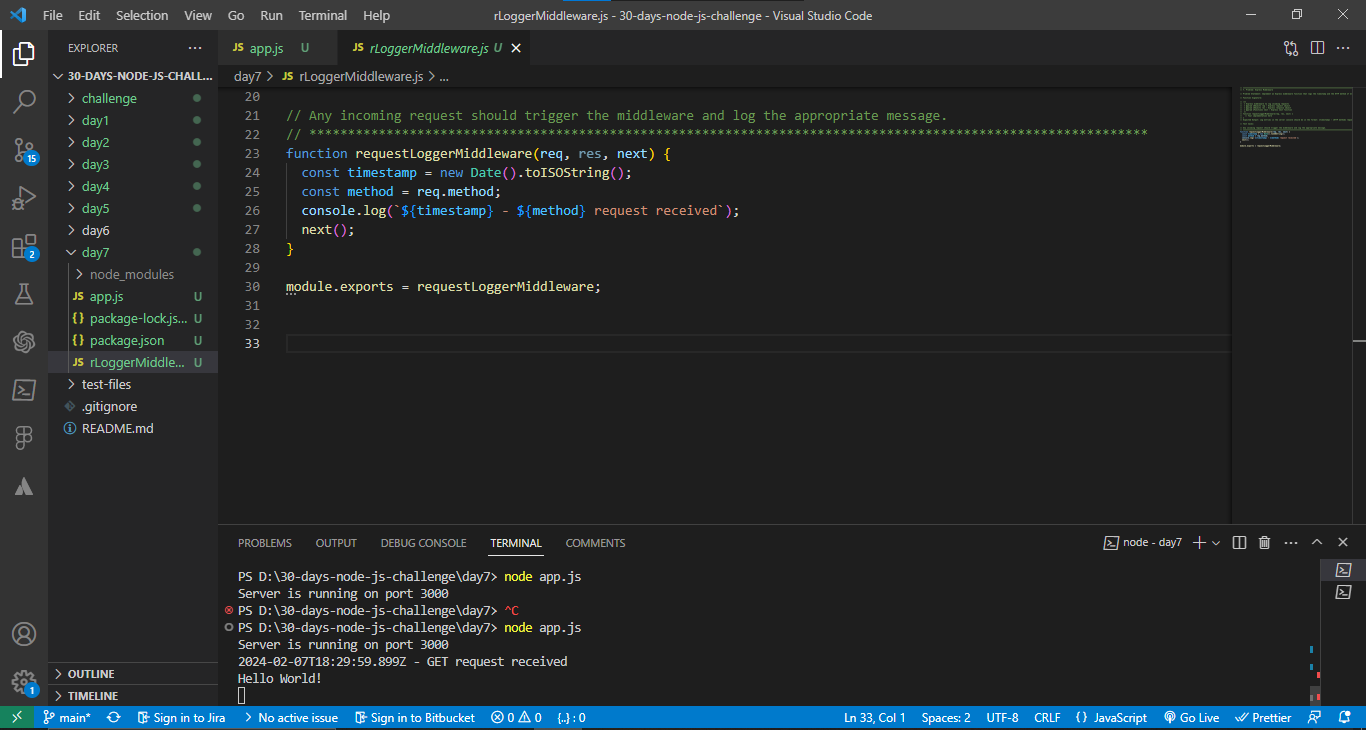 File Edit Selection View Go Run Terminal Help rLoggerMiddleware.js - 30-days-node-js-challenge - Visual Studio Code
EXPLORER
JS app.js U
JS rLoggerMiddleware.js U
30-DAYS-NODE-JS-CHALL...
challenge
day1
day2
day3
day4
day5
day6
day7
node_modules
JS app.js U
{} package-lock.js... U
{} package.json U
JS rLoggerMiddle... U
test-files
.gitignore
README.md
OUTLINE
TIMELINE
15
2
1
day7 > JS rLoggerMiddleware.js > ...
20
21 // Any incoming request should trigger the middleware and log the appropriate message.
22 // *************************************************************************************************************
23 function requestLoggerMiddleware(req, res, next) {
24 const timestamp = new Date().toISOString();
25 const method = req.method;
26 console.log(`${timestamp} - ${method} request received`);
27 next();
28 }
29
30 module.exports = requestLoggerMiddleware;
31
32
33
PROBLEMS OUTPUT DEBUG CONSOLE TERMINAL COMMENTS
node - day7
PS D:\30-days-node-js-challenge\day7> node app.js
Server is running on port 3000
PS D:\30-days-node-js-challenge\day7> ^C
PS D:\30-days-node-js-challenge\day7> node app.js
Server is running on port 3000
2024-02-07T18:29:59.899Z - GET request received
Hello World!
main* Sign in to Jira No active issue Sign in to Bitbucket 0 0 {..} : 0 Ln 33, Col 1 Spaces: 2 UTF-8 CRLF {} JavaScript Go Live Prettier